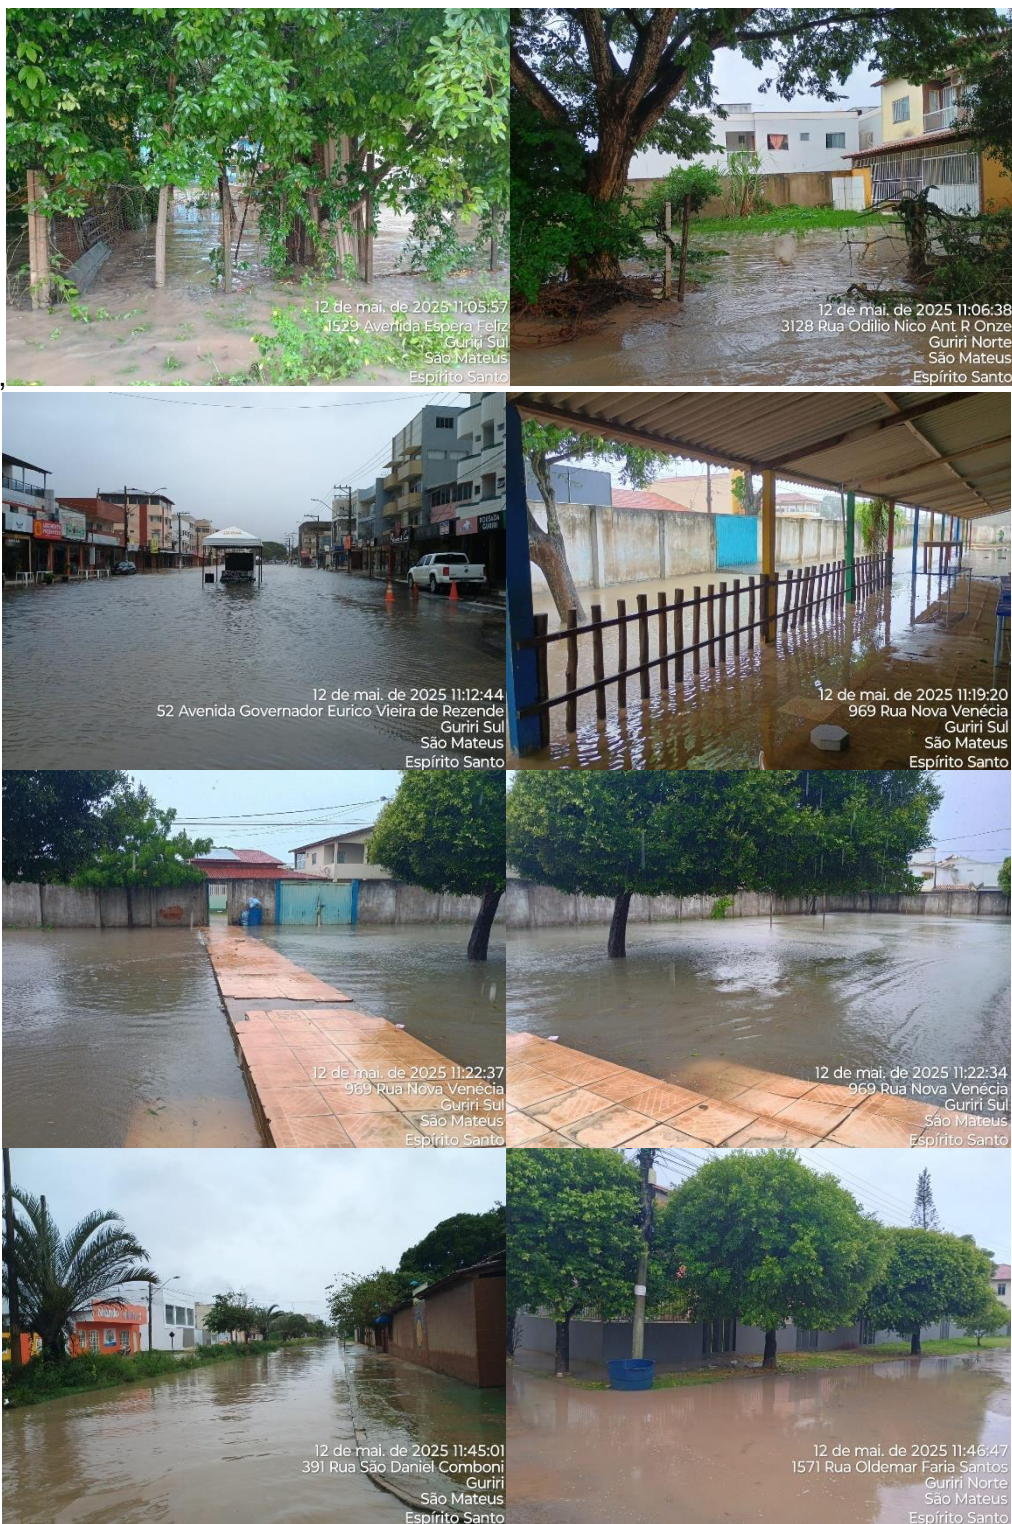 12 de mai. de 2025 11:05:57
1529 Avenida Espera Feliz
Guriri Sul
São Mateus
Espírito Santo
12 de mai. de 2025 11:06:38
3128 Rua Odilio Nico Ant R Onze
Guriri Norte
São Mateus
Espírito Santo
,
POUSADA
GURIRI
12 de mai. de 2025 11:12:44
52 Avenida Governador Eurico Vieira de Rezende
Guriri Sul
São Mateus
Espírito Santo
12 de mai. de 2025 11:19:20
969 Rua Nova Venécia
Guriri Sul
São Mateus
Espírito Santo
12 de mai. de 2025 11:22:37
969 Rua Nova Venécia
Guriri Sul
São Mateus
Espírito Santo
12 de mai. de 2025 11:22:34
969 Rua Nova Venécia
Guriri Sul
São Mateus
Espírito Santo
12 de mai. de 2025 11:45:01
391 Rua São Daniel Comboni
Guriri
São Mateus
Espírito Santo
12 de mai. de 2025 11:46:47
1571 Rua Oldemar Faria Santos
Guriri Norte
São Mateus
Espírito Santo